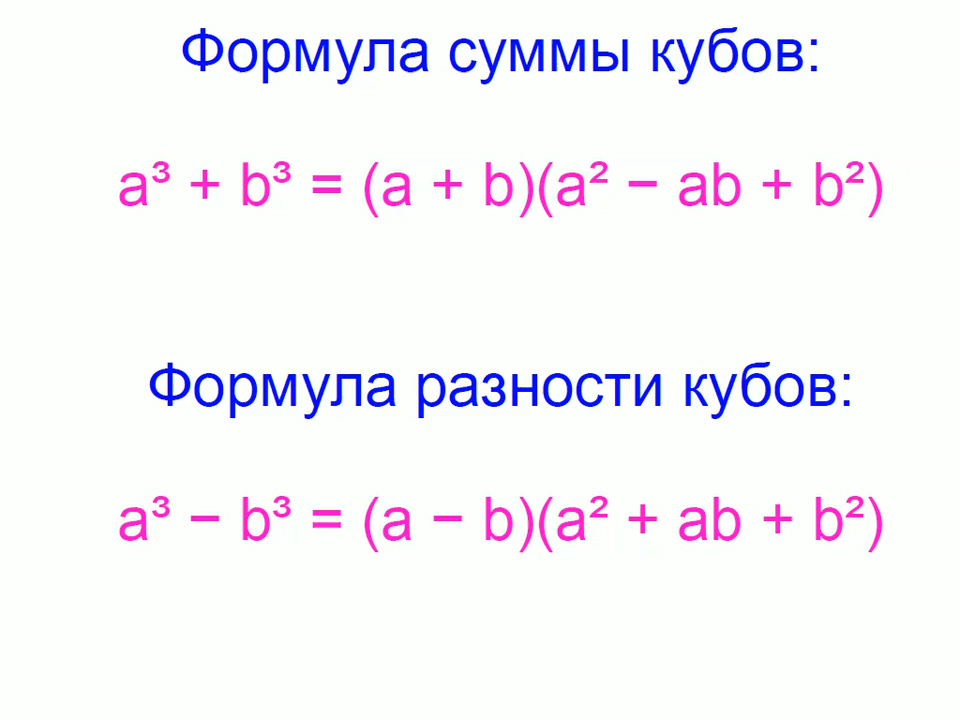 Формула суммы кубов:
a³ + b³ = (a + b)(a² − ab + b²)
Формула разности кубов:
a³ − b³ = (a − b)(a² + ab + b²)